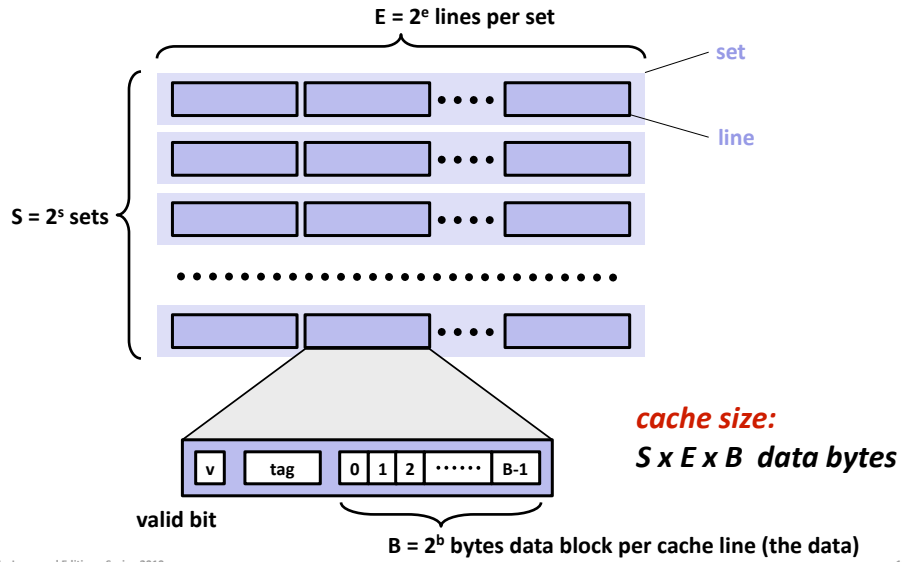 E = 2ᵉ lines per set
set
line
S = 2ˢ sets
v
tag
0 1 2 ...... B-1
cache size:
S x E x B data bytes
valid bit
B = 2ᵇ bytes data block per cache line (the data)